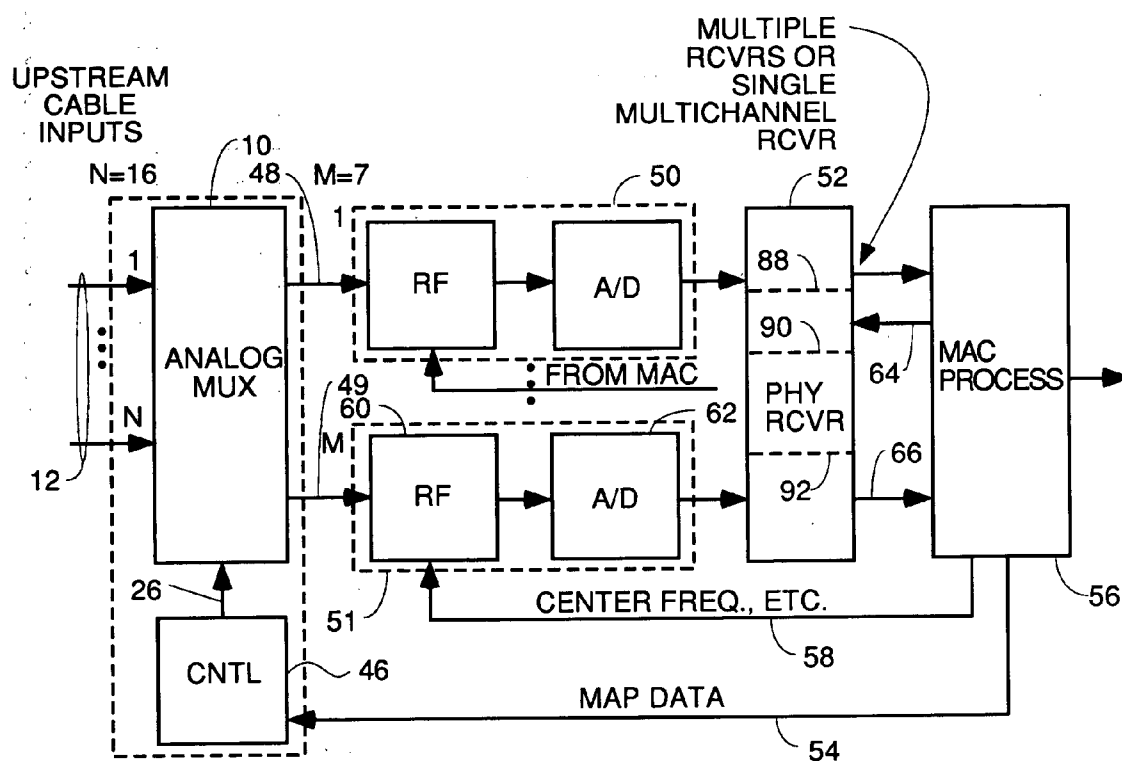 MULTIPLE
RCVRS OR
SINGLE
MULTICHANNEL
RCVR
UPSTREAM
CABLE
INPUTS
N=16
10
48
M=7
50
52
1
1
RF
A/D
88
90
64
MAC
PROCESS
ANALOG
MUX
FROM MAC
49
60
62
PHY
RCVR
N
M
12
RF
A/D
92
66
26
51
CENTER FREQ., ETC.
58
56
CNTL
46
MAP DATA
54